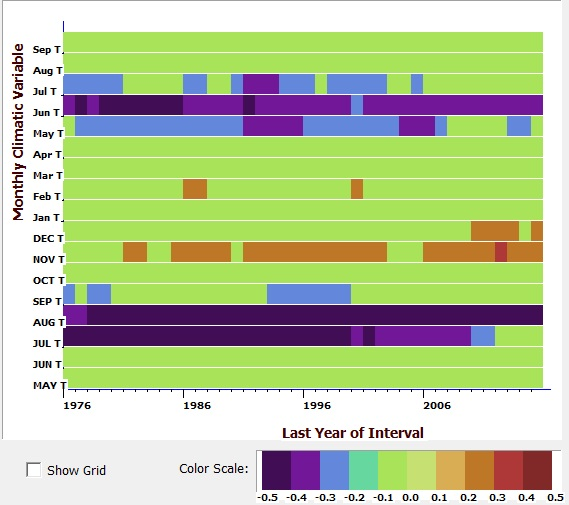 Monthly Climatic Variable
Sep T
Aug T
Jul T
Jun T
May T
Apr T
Mar T
Feb T
Jan T
DEC T
NOV T
OCT T
SEP T
AUG T
JUL T
JUN T
MAY T
1976 1986 1996 2006
Last Year of Interval
Show Grid Color Scale:
-0.5 -0.4 -0.3 -0.2 -0.1 0.0 0.1 0.2 0.3 0.4 0.5